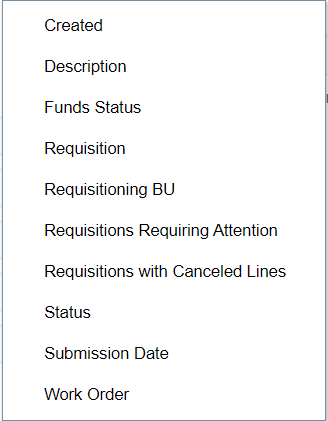 Created
Description
Funds Status
Requisition
Requisitioning BU
Requisitions Requiring Attention
Requisitions with Canceled Lines
Status
Submission Date
Work Order